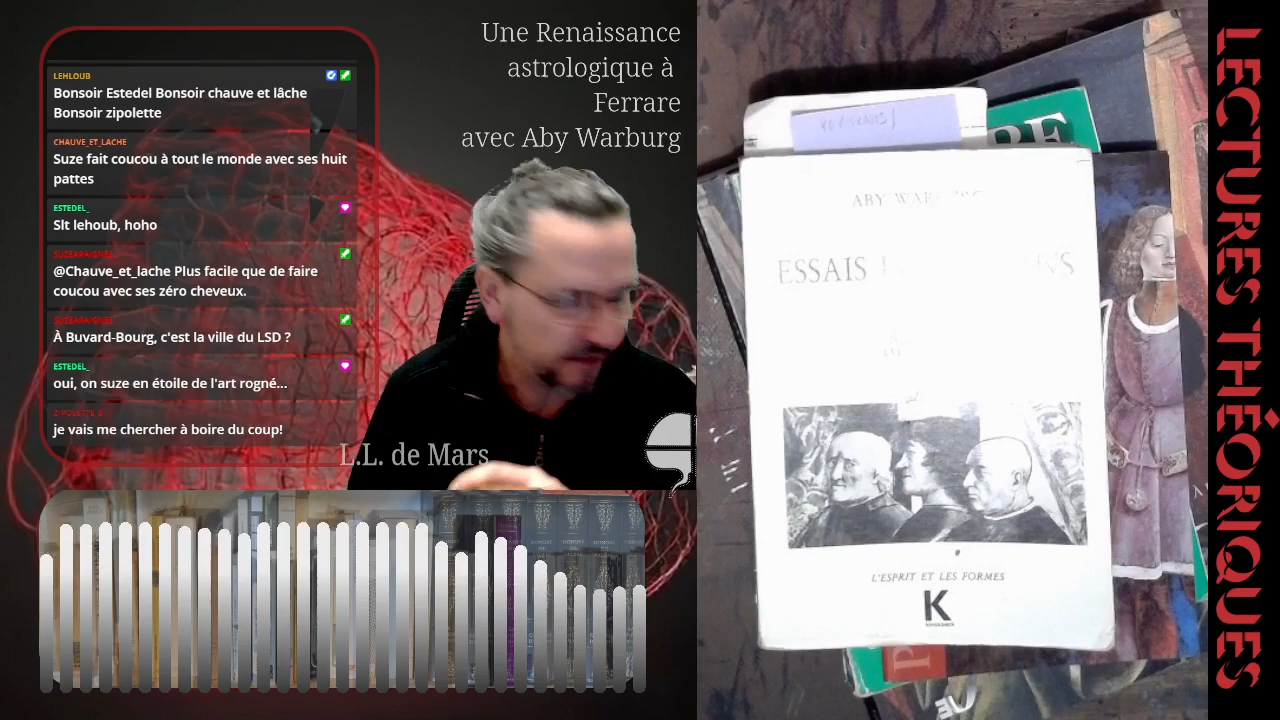 LEHLOUB
Bonsoir Estedel Bonsoir chauve et lâche
Bonsoir zipolette
CHAUVE_ET_LACHE
Suze fait coucou à tout le monde avec ses huit
pattes
ESTEDEL_
Slt lehoub, hoho
SUZEARAIGNEE
@Chauve_et_lache Plus facile que de faire
coucou avec ses zéro cheveux.
SUZEARAIGNEE
À Buvard-Bourg, c'est la ville du LSD ?
ESTEDEL_
oui, on suze en étoile de l'art rogné...
je vais me chercher à boire du coup!
Une Renaissance
astrologique à
Ferrare
avec Aby Warburg
L.L. de Mars
ABY
ESSAIS
L'ESPRIT ET LES FORMES
K
LECTURES THÉORIQUES